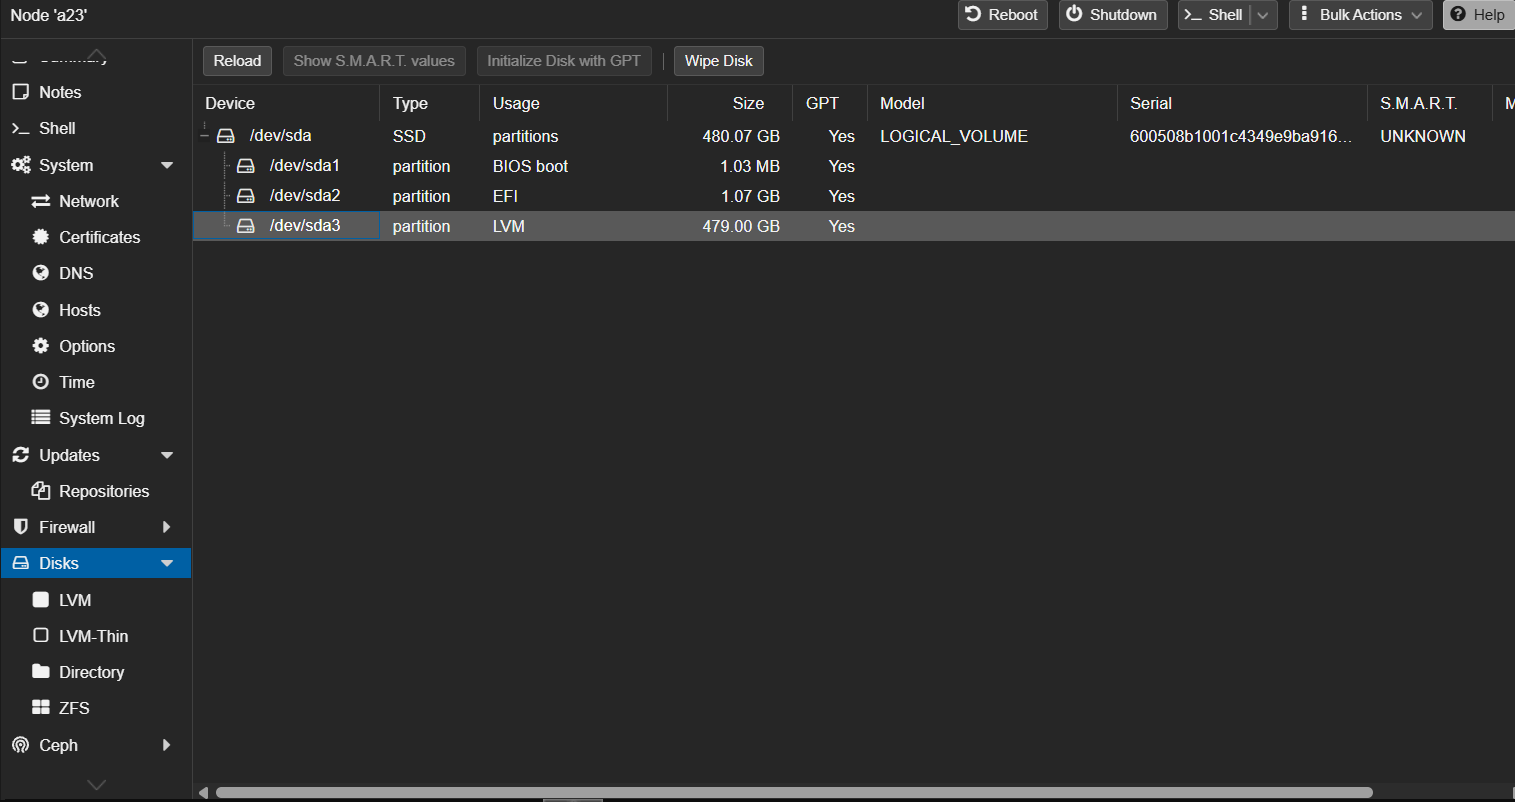 Node 'a23'
Reboot Shutdown Shell Bulk Actions Help
Summary
Notes
Shell
System
Network
Certificates
DNS
Hosts
Options
Time
System Log
Updates
Repositories
Firewall
Disks
LVM
LVM-Thin
Directory
ZFS
Ceph
Reload Show S.M.A.R.T. values Initialize Disk with GPT Wipe Disk
Device Type Usage Size GPT Model Serial S.M.A.R.T. M
/dev/sda SSD partitions 480.07 GB Yes LOGICAL_VOLUME 600508b1001c4349e9ba916... UNKNOWN
/dev/sda1 partition BIOS boot 1.03 MB Yes
/dev/sda2 partition EFI 1.07 GB Yes
/dev/sda3 partition LVM 479.00 GB Yes